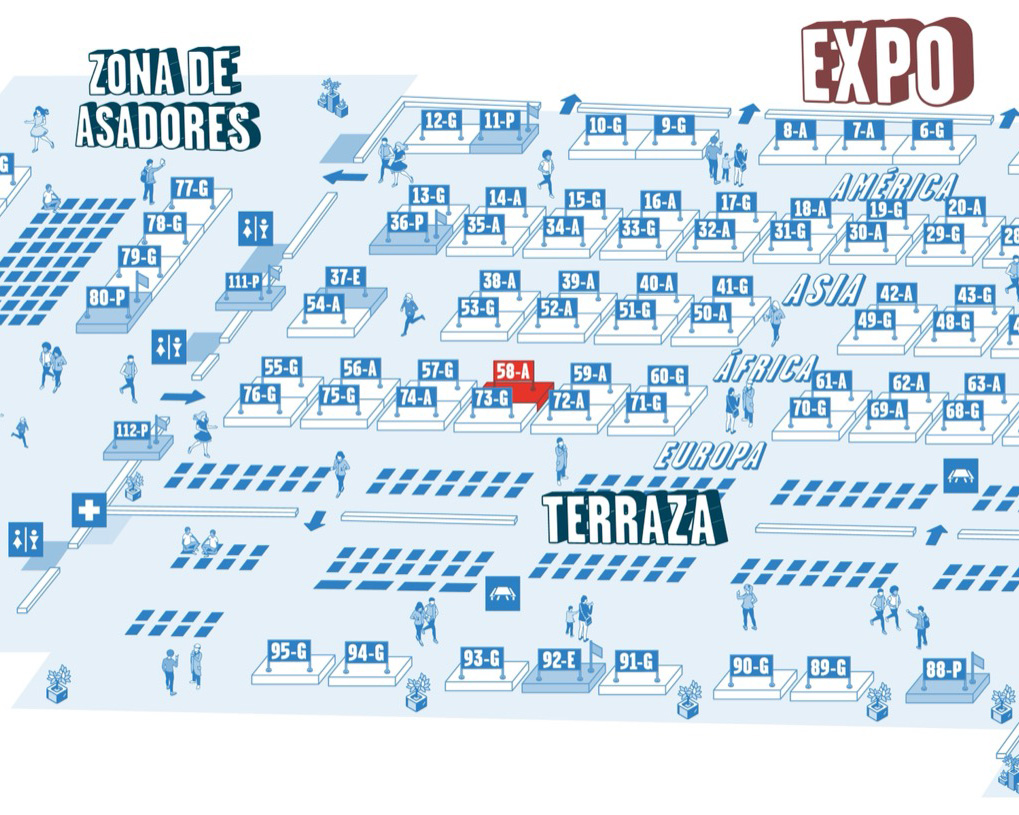 ZONA DE
ASADORES
EXPO
12-G 11-P 10-G 9-G 8-A 7-A 6-G
G
AMÉRICA
77-G
13-G 14-A 15-G 16-A 17-G 18-A 19-G 20-A
78-G
36-P 35-A 34-A 33-G 32-A 31-G 30-A 29-G
79-G
ASIA
111-P 37-E 38-A 39-A 40-A 41-G 42-A 43-G
80-P
54-A 53-G 52-A 51-G 50-A 49-G 48-G
ÁFRICA
55-G 56-A 57-G 58-A 59-A 60-G 61-A 62-A 63-A
76-G 75-G 74-A 73-G 72-A 71-G 70-G 69-A 68-G
112-P
EUROPA
TERRAZA
95-G 94-G 93-G 92-E 91-G 90-G 89-G 88-P